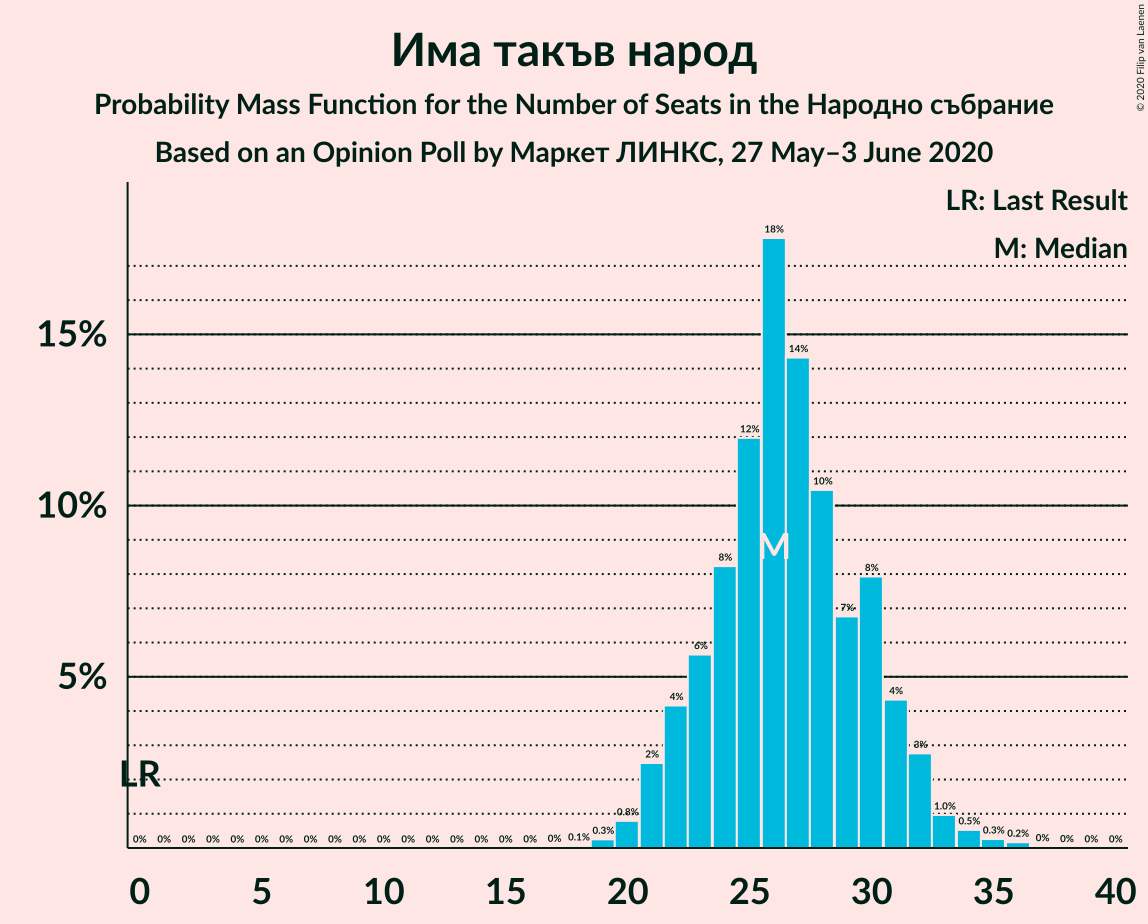 Има такъв народ
Probability Mass Function for the Number of Seats in the Народно събрание
Based on an Opinion Poll by Маркет ЛИНКС, 27 May–3 June 2020
© 2020 Filip van Laenen
LR: Last Result
M: Median
18%
15%
14%
12%
10%
10%
M
8%
8%
7%
6%
5%
4%
4%
3%
2%
LR
0% 0% 0% 0% 0% 0% 0% 0% 0% 0% 0% 0% 0% 0% 0% 0% 0% 0% 0.1% 0.3% 0.8% 1.0% 0.5% 0.3% 0.2% 0% 0% 0% 0%
0 5 10 15 20 25 30 35 40